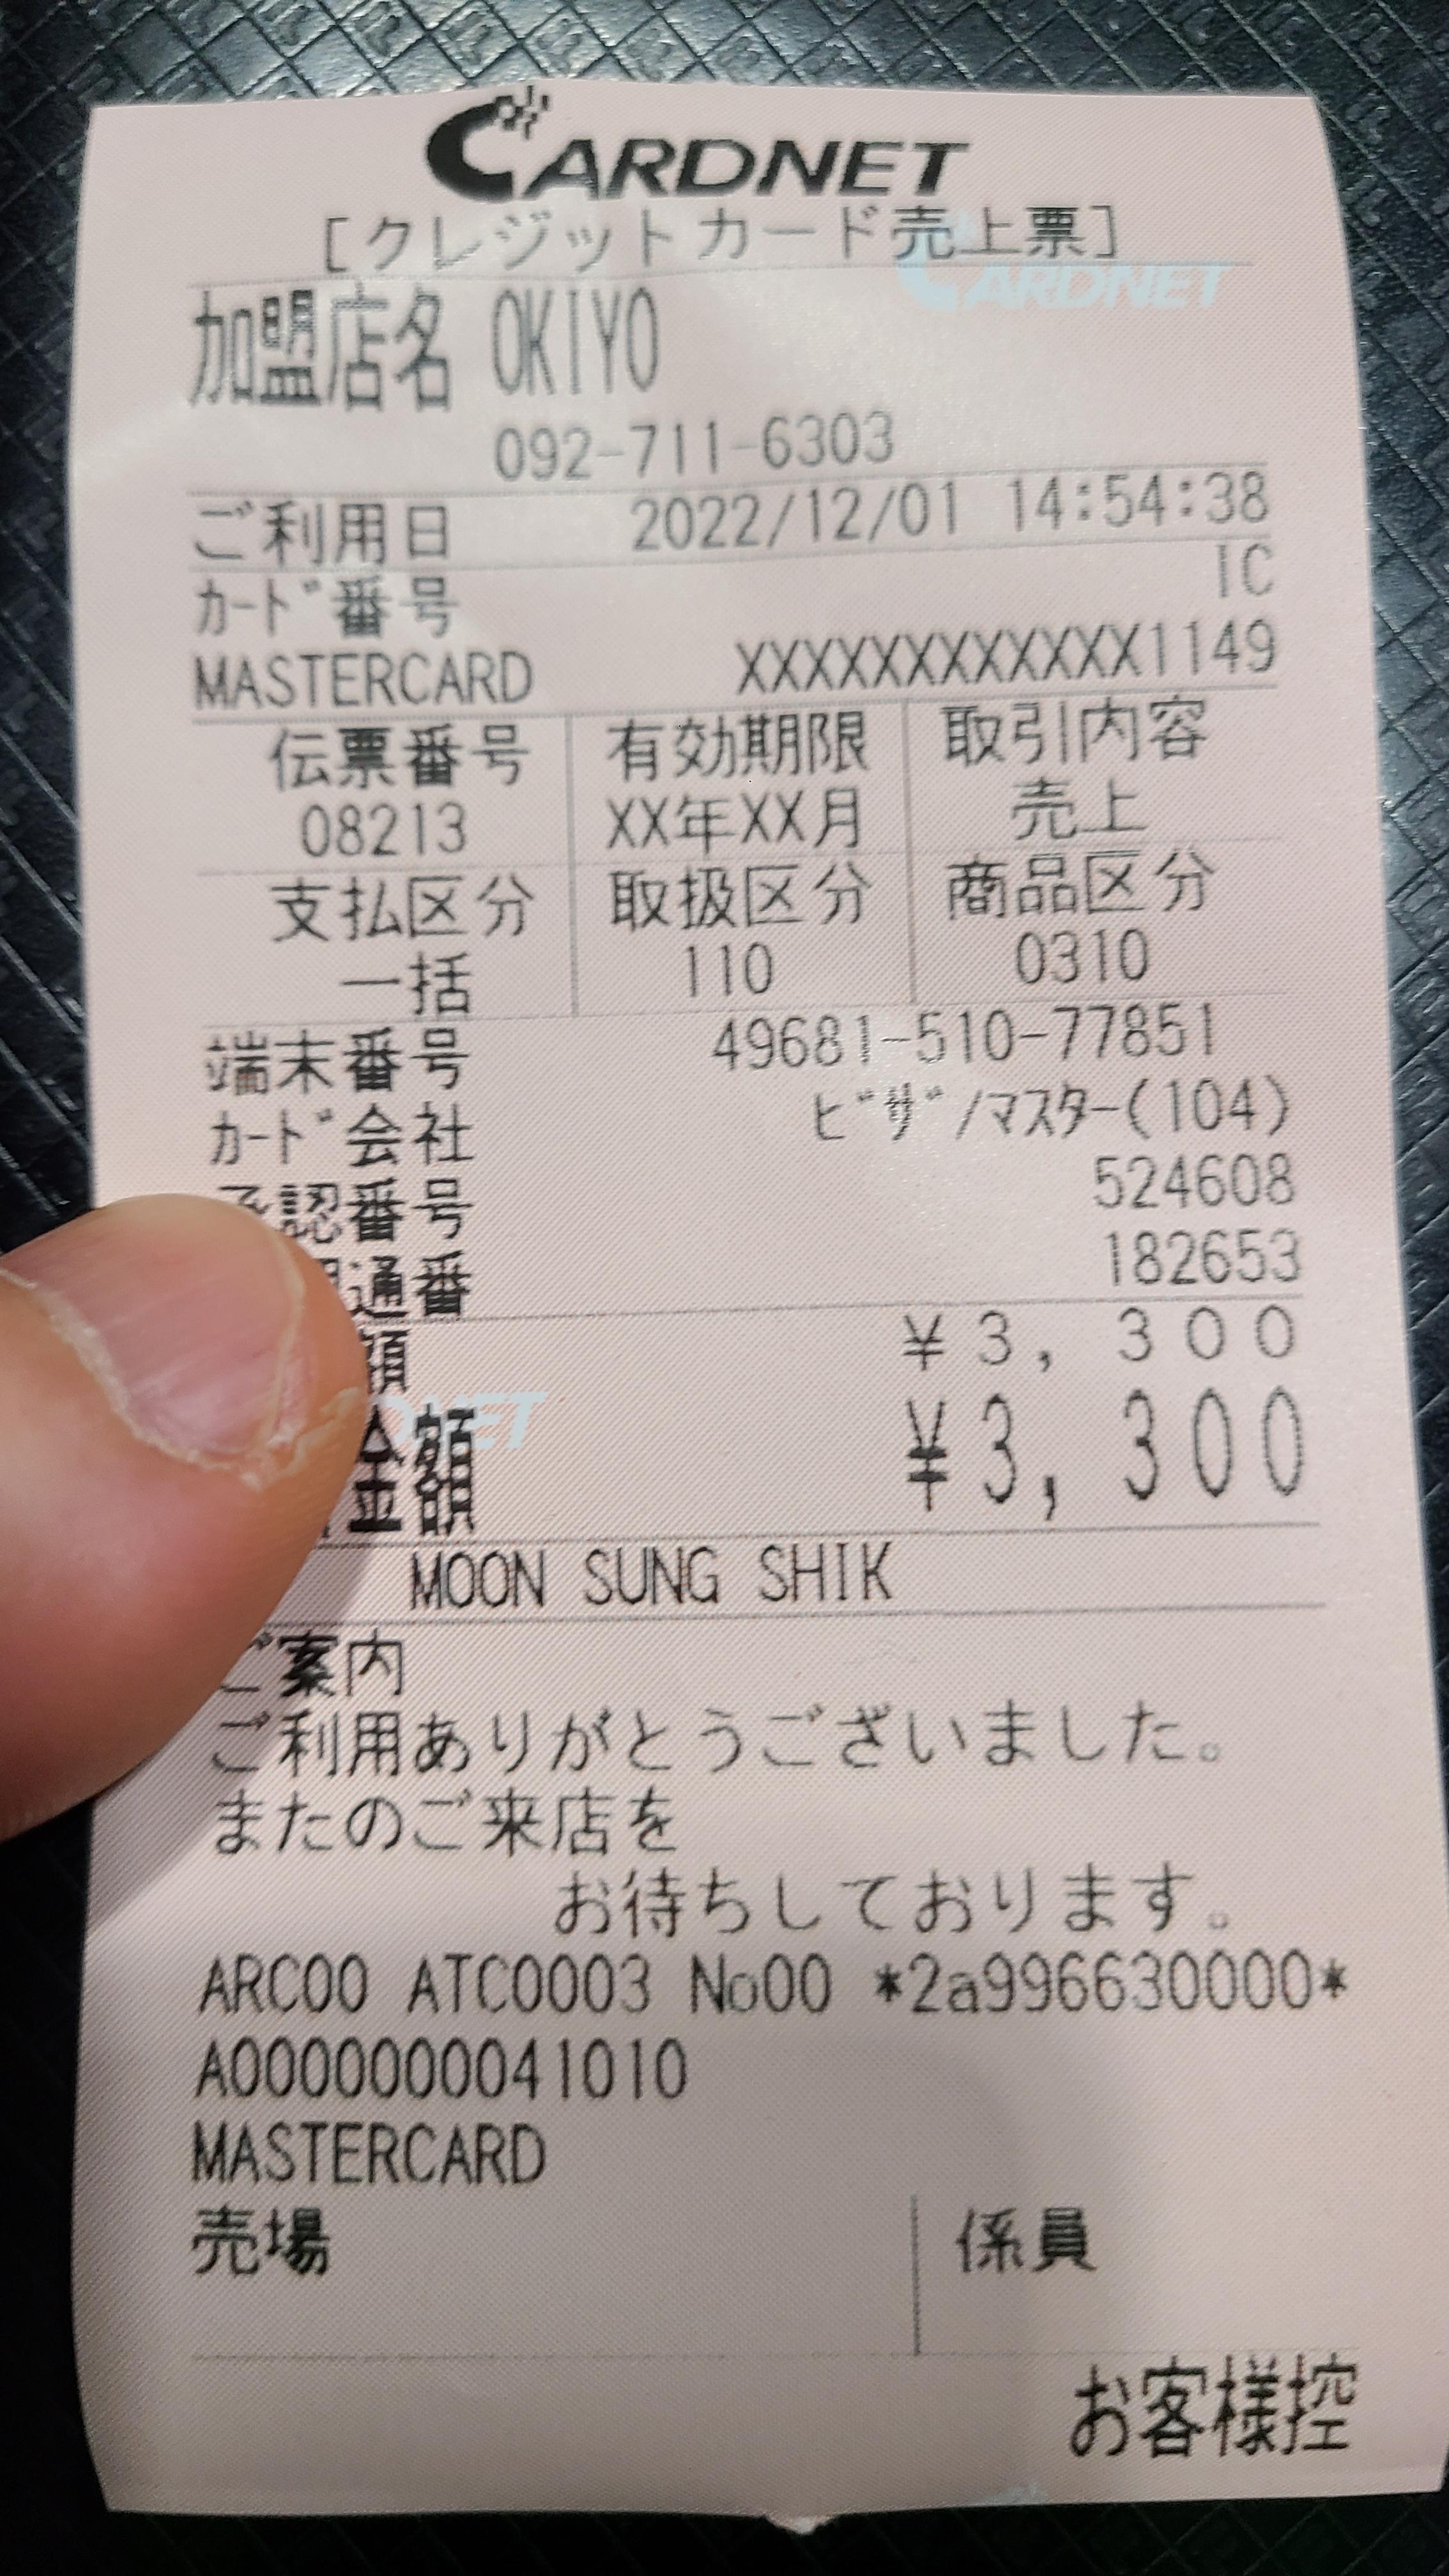 CARDNET
[クレジットカード売上票]
CARDNET
加盟店名 OKIYO
092-711-6303
ご利用日 2022/12/01 14:54:38
カード番号 IC
MASTERCARD XXXXXXXXXXXX1149
伝票番号 有効期限 取引内容
08213 XX年XX月 売上
支払区分 取扱区分 商品区分
一括 110 0310
端末番号 49681-510-77851
カード会社 ビザ/マスター(104)
承認番号 524608
通番 182653
額 ¥3,300
金額 ¥3,300
MOON SUNG SHIK
ご案内
ご利用ありがとうございました。
またのご来店を
お待ちしております。
ARC00 ATC0003 No00 *2a996630000*
A0000000041010
MASTERCARD
売場 係員
お客様控